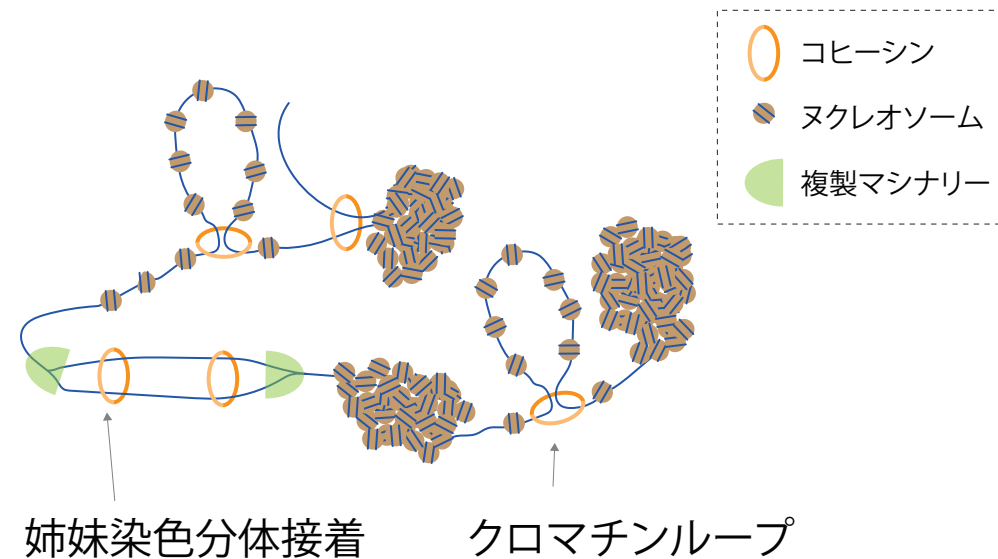 コヒーシン
ヌクレオソーム
複製マシナリー
姉妹染色分体接着
クロマチンループ